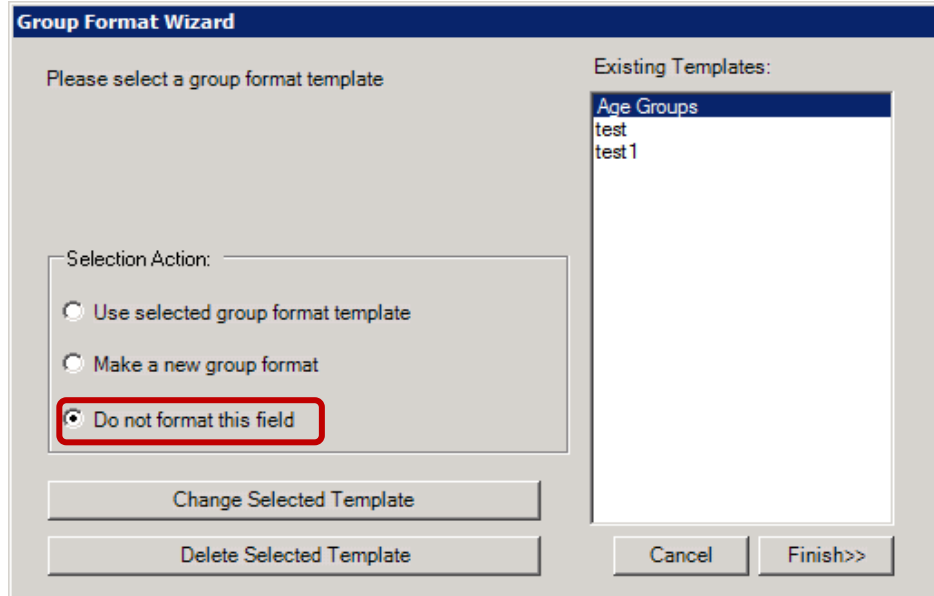 Group Format Wizard
Please select a group format template
Existing Templates:
Age Groups
test
test1
Selection Action:
Use selected group format template
Make a new group format
Do not format this field
Change Selected Template
Delete Selected Template
Cancel
Finish>>